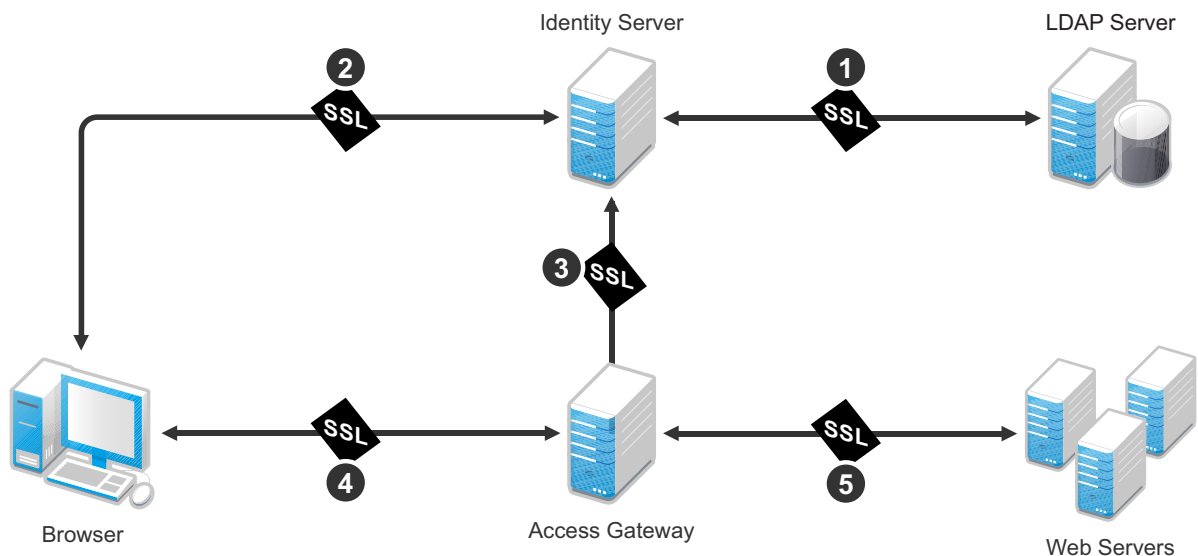 Identity Server
LDAP Server
2
SSL
1
SSL
3
SSL
SSL
4
SSL
5
Browser
Access Gateway
Web Servers